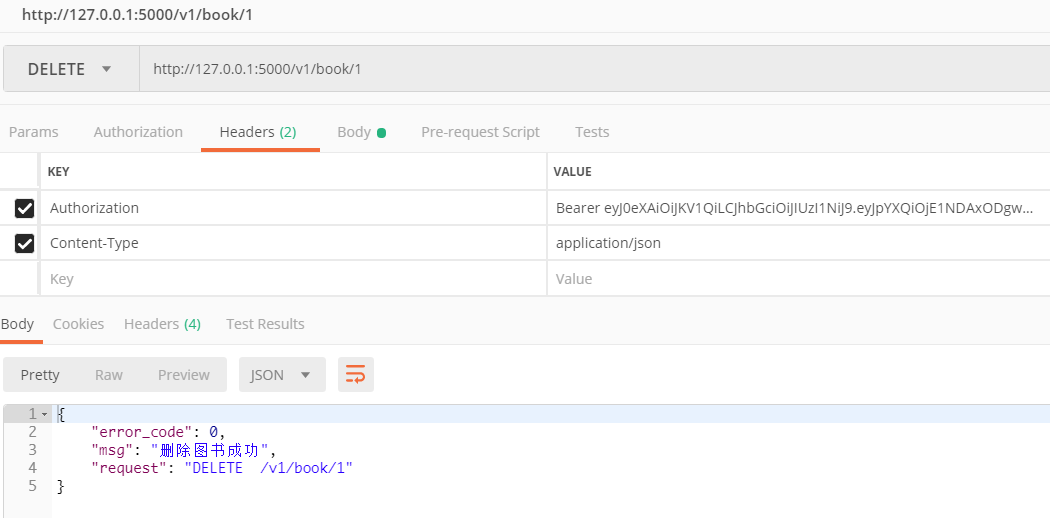 http://127.0.0.1:5000/v1/book/1
DELETE http://127.0.0.1:5000/v1/book/1
Params Authorization Headers (2) Body Pre-request Script Tests
KEY VALUE
Authorization Bearer eyJ0eXAiOiJKV1QiLCJhbGciOiJIUzI1NiJ9.eyJpYXQiOjE1NDAxODgw...
Content-Type application/json
Key Value
Body Cookies Headers (4) Test Results
Pretty Raw Preview JSON
1 {
2 "error_code": 0,
3 "msg": "删除图书成功",
4 "request": "DELETE  /v1/book/1"
5 }